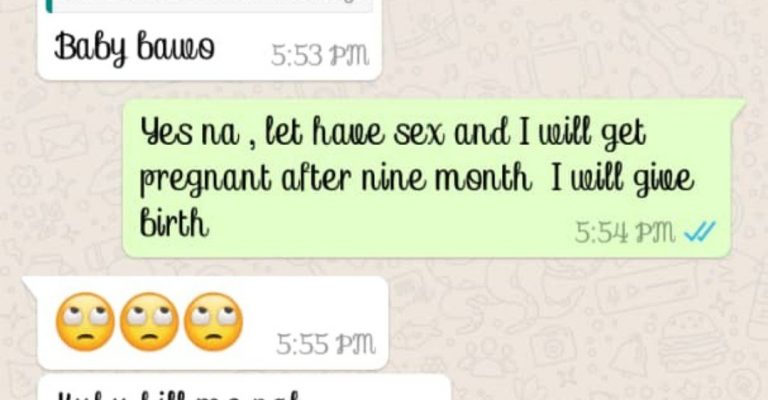 Baby bawo
5:53 PM
Yes na , let have sex and I will get
pregnant after nine month I will give
birth
5:54 PM
5:55 PM